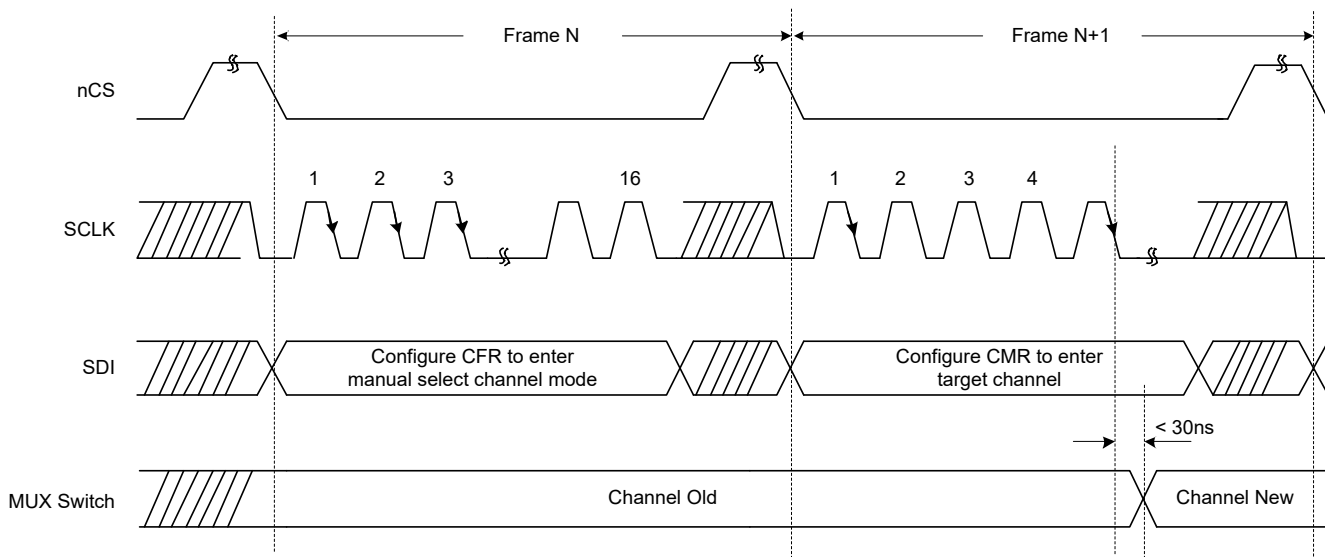 Frame N
Frame N+1
nCS
1 2 3 16 1 2 3 4
SCLK
SDI
Configure CFR to enter
manual select channel mode
Configure CMR to enter
target channel
< 30ns
MUX Switch
Channel Old
Channel New